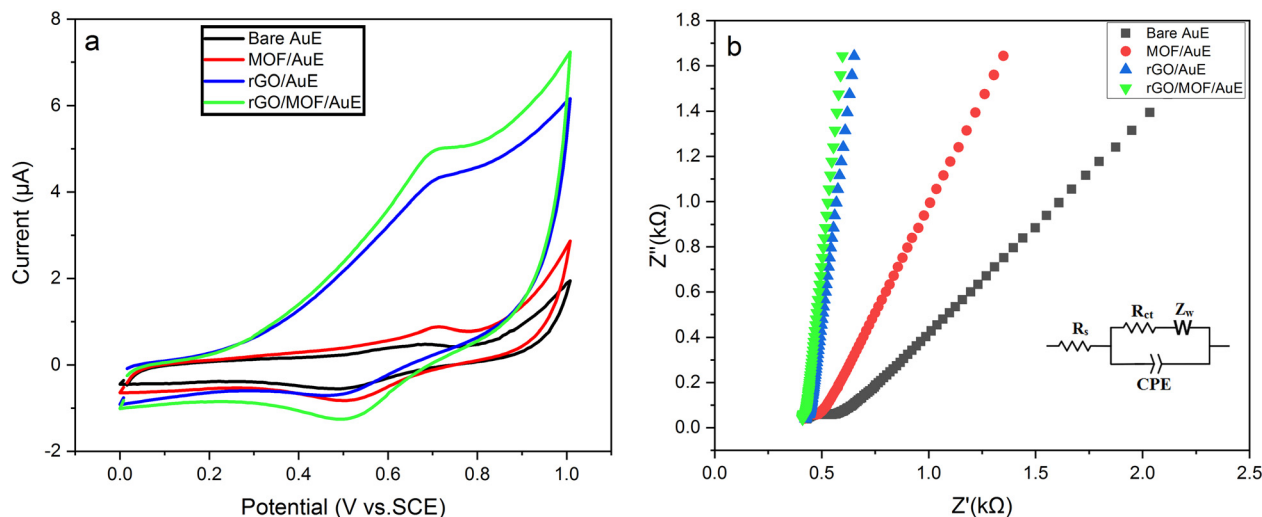 a
Bare AuE
MOF/AuE
rGO/AuE
rGO/MOF/AuE
8
6
4
2
0
-2
Current (µA)
0.0 0.2 0.4 0.6 0.8 1.0
Potential (V vs.SCE)
b
Bare AuE
MOF/AuE
rGO/AuE
rGO/MOF/AuE
1.8
1.6
1.4
1.2
1.0
0.8
0.6
0.4
0.2
0.0
Z''(kΩ)
Rs
Rct
Zw
W
CPE
0.0 0.5 1.0 1.5 2.0 2.5
Z'(kΩ)